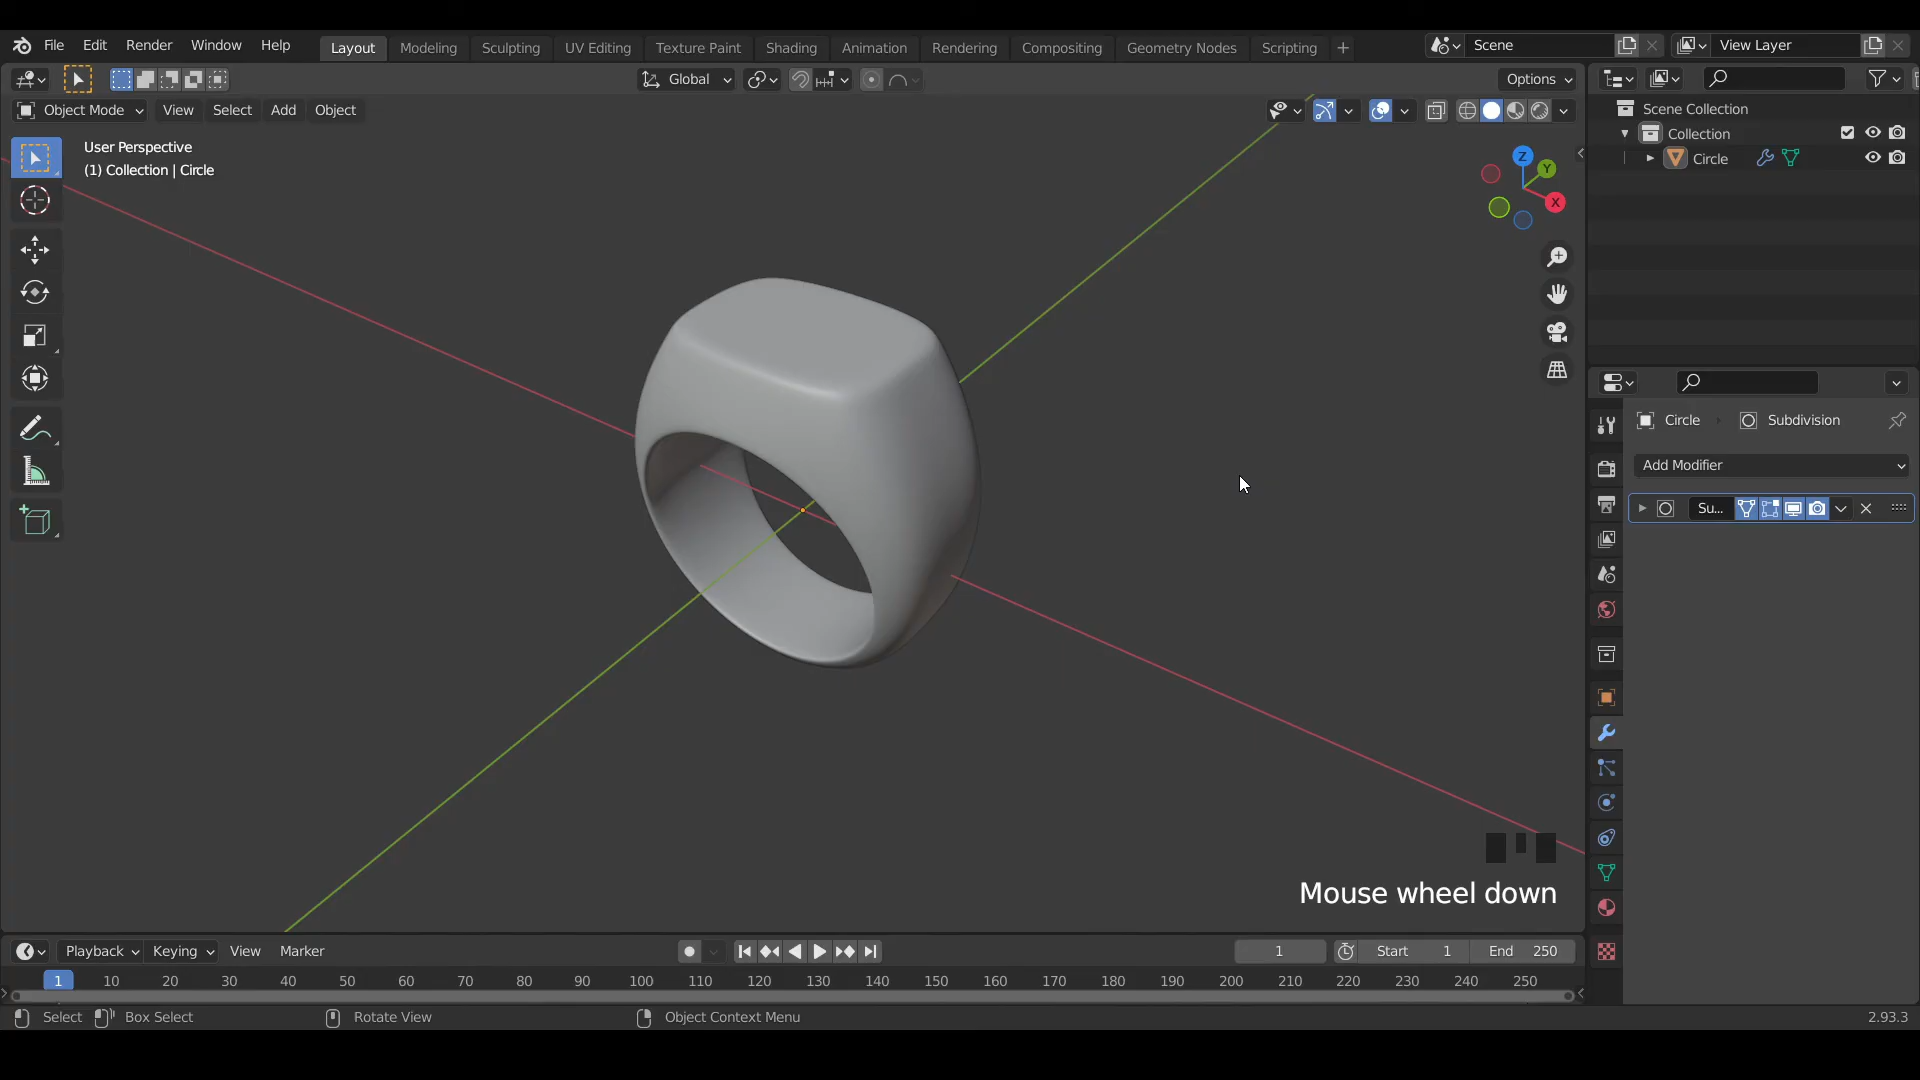 File Edit Render Window Help Layout Modeling Sculpting UV Editing Texture Paint Shading Animation Rendering Compositing Geometry Nodes Scripting + Scene View Layer
Global Options
Object Mode View Select Add Object
Scene Collection
Collection
Circle
User Perspective
(1) Collection | Circle
Z
Y
X
Circle Subdivision
Add Modifier
Su...
Mouse wheel down
Playback Keying View Marker 1 Start 1 End 250
1 10 20 30 40 50 60 70 80 90 100 110 120 130 140 150 160 170 180 190 200 210 220 230 240 250
Select Box Select Rotate View Object Context Menu 2.93.3